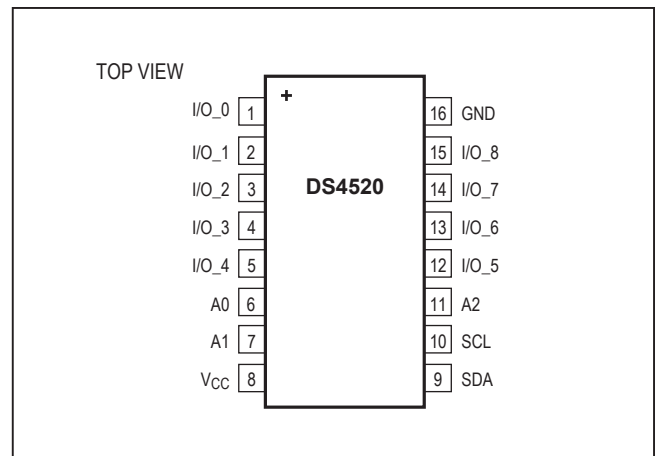 TOP VIEW
+
I/O_0 1 16 GND
I/O_1 2 15 I/O_8
I/O_2 3 DS4520 14 I/O_7
I/O_3 4 13 I/O_6
I/O_4 5 12 I/O_5
A0 6 11 A2
A1 7 10 SCL
VCC 8 9 SDA